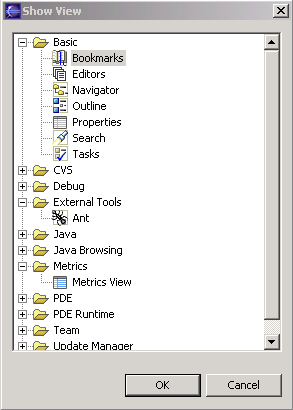 Show View
Basic
Bookmarks
Editors
Navigator
Outline
Properties
Search
Tasks
CVS
Debug
External Tools
Ant
Java
Java Browsing
Metrics
Metrics View
PDE
PDE Runtime
Team
Update Manager
OK
Cancel